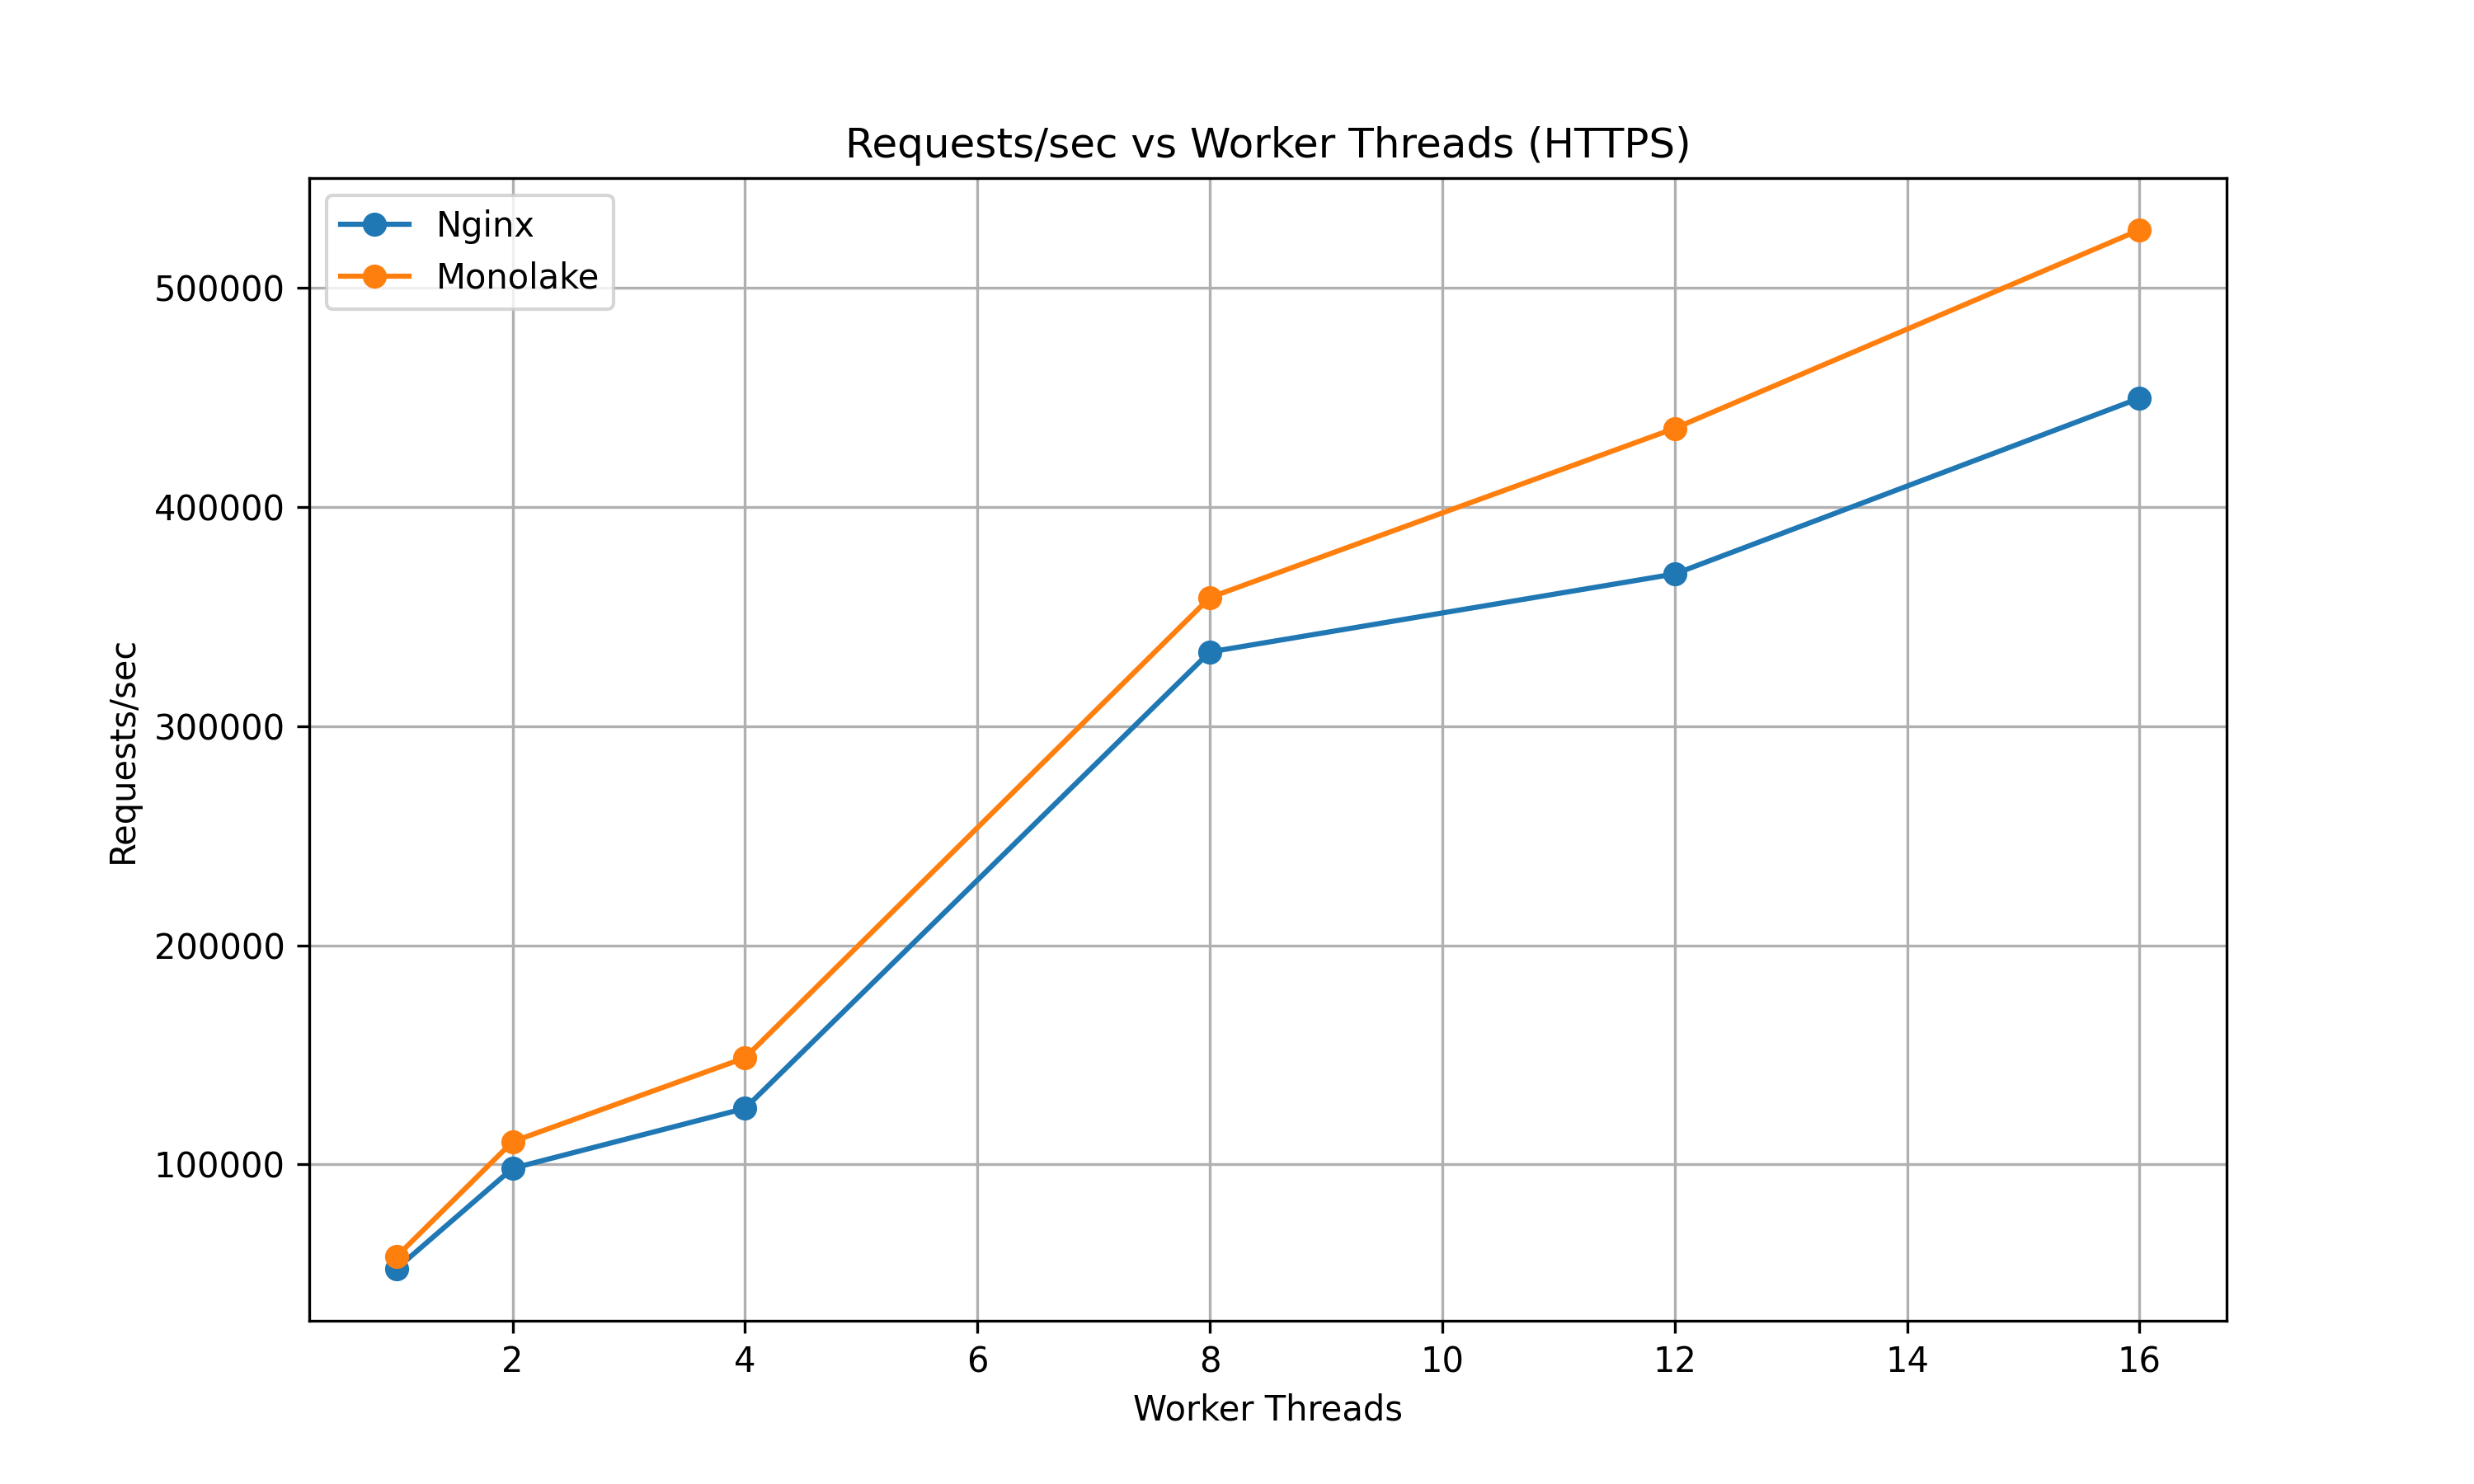 Requests/sec vs Worker Threads (HTTPS)
Nginx
Monolake
500000
400000
300000
200000
100000
Requests/sec
2 4 6 8 10 12 14 16
Worker Threads